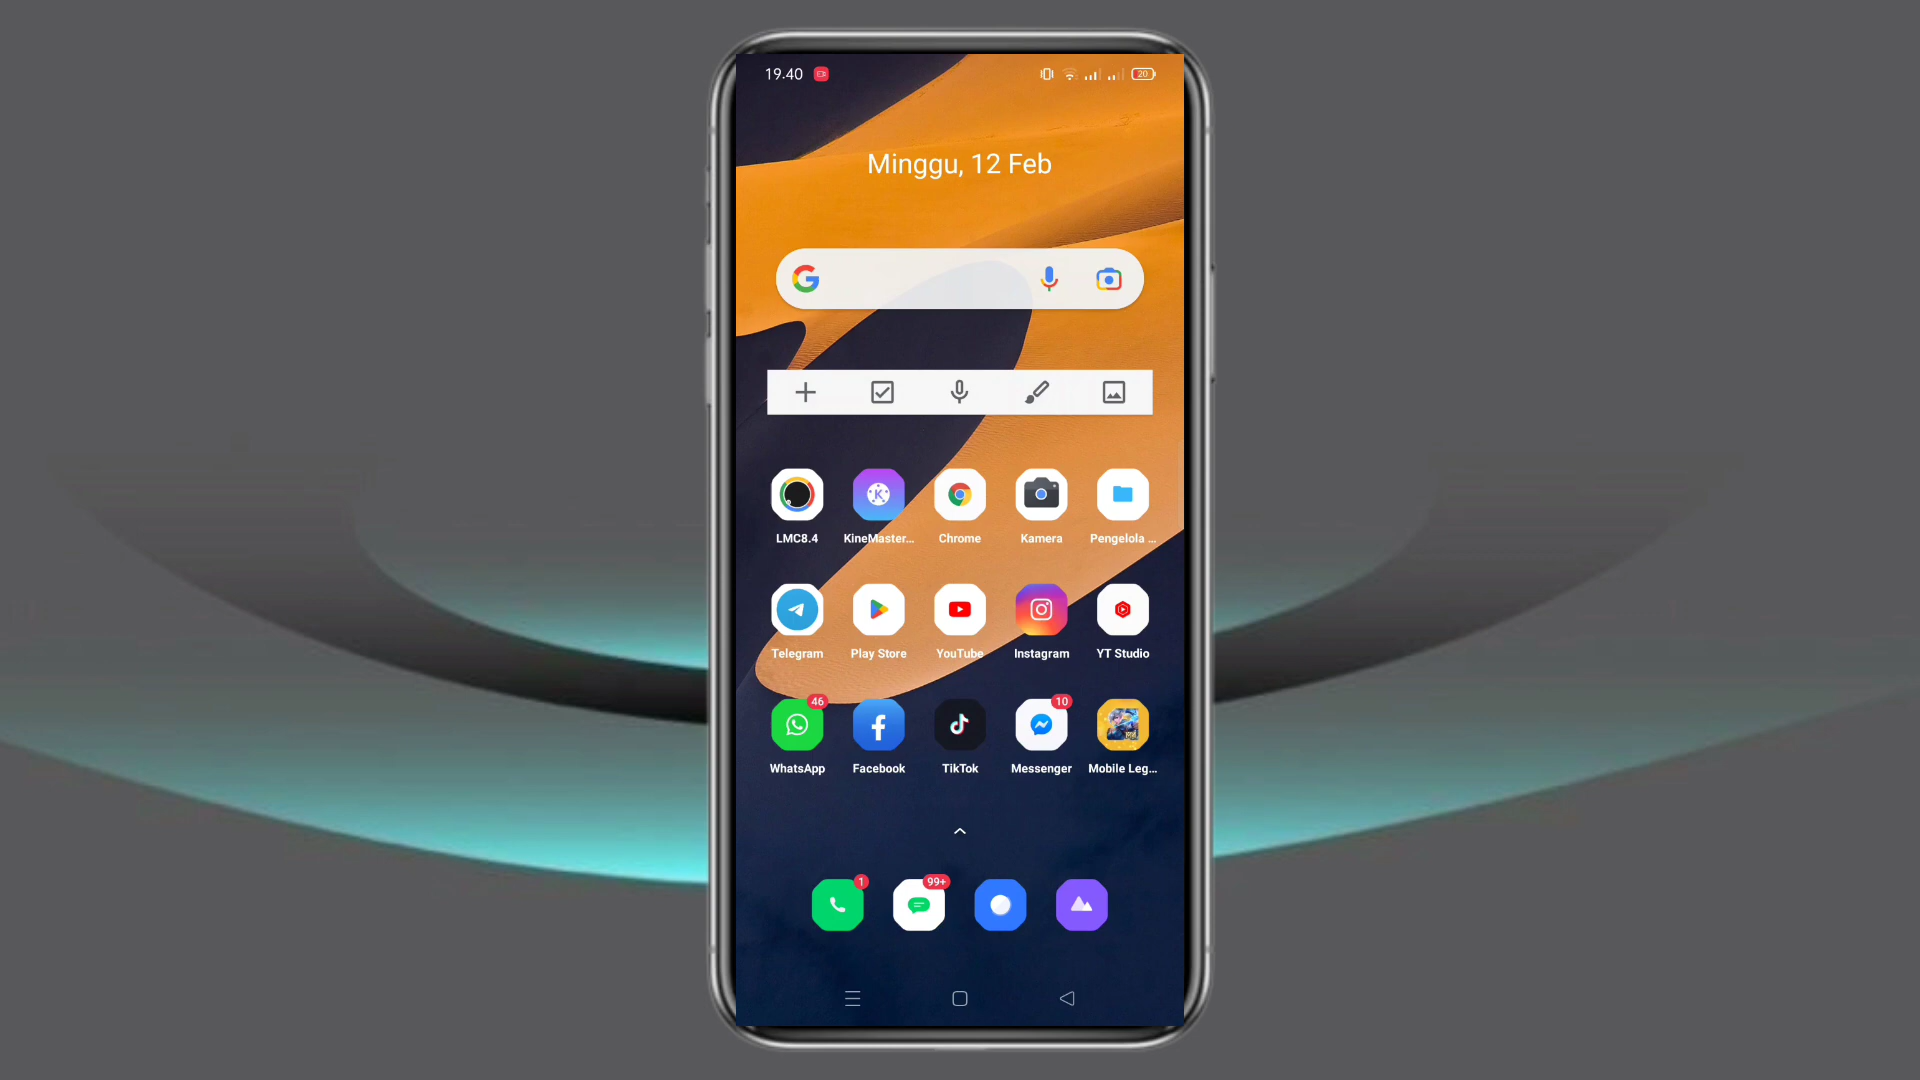 19.40 20
Minggu, 12 Feb
LMC8.4 KineMaster... Chrome Kamera Pengelola ...
Telegram Play Store YouTube Instagram YT Studio
46 10
WhatsApp Facebook TikTok Messenger Mobile Leg...
1 99+